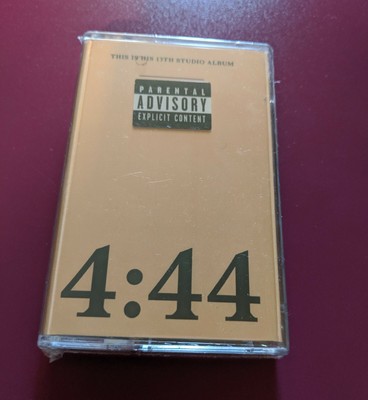 THIS IS HIS 13TH STUDIO ALBUM
PARENTAL
ADVISORY
EXPLICIT CONTENT
4:44